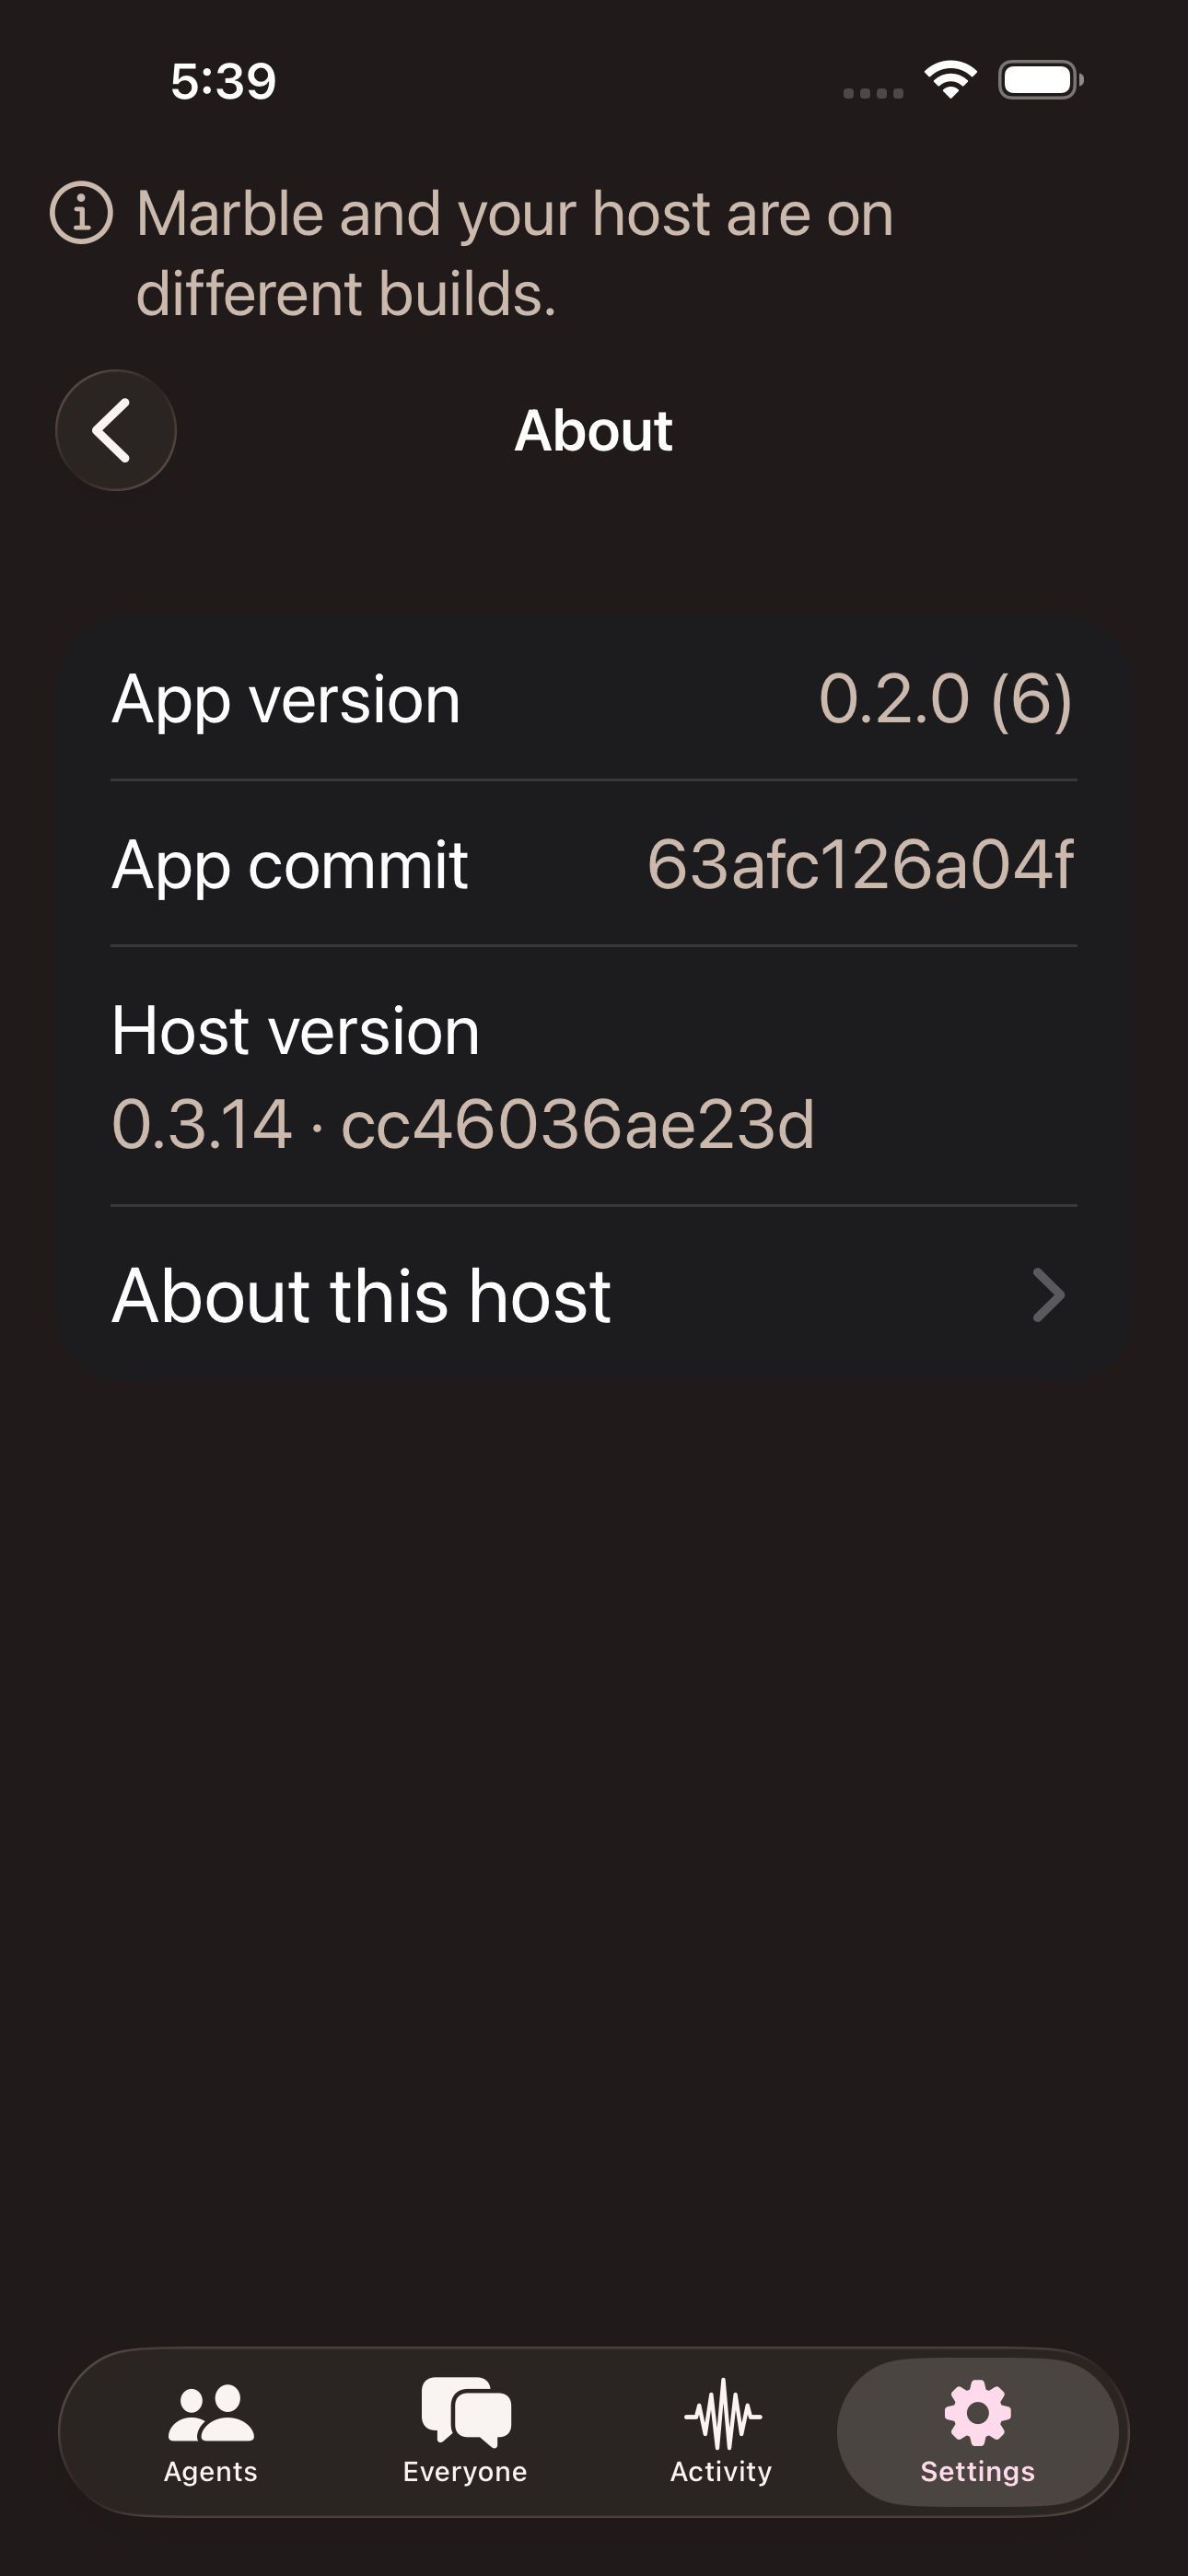 5:39
Marble and your host are on
different builds.
About
App version 0.2.0 (6)
App commit 63afc126a04f
Host version
0.3.14 · cc46036ae23d
About this host
Agents Everyone Activity Settings